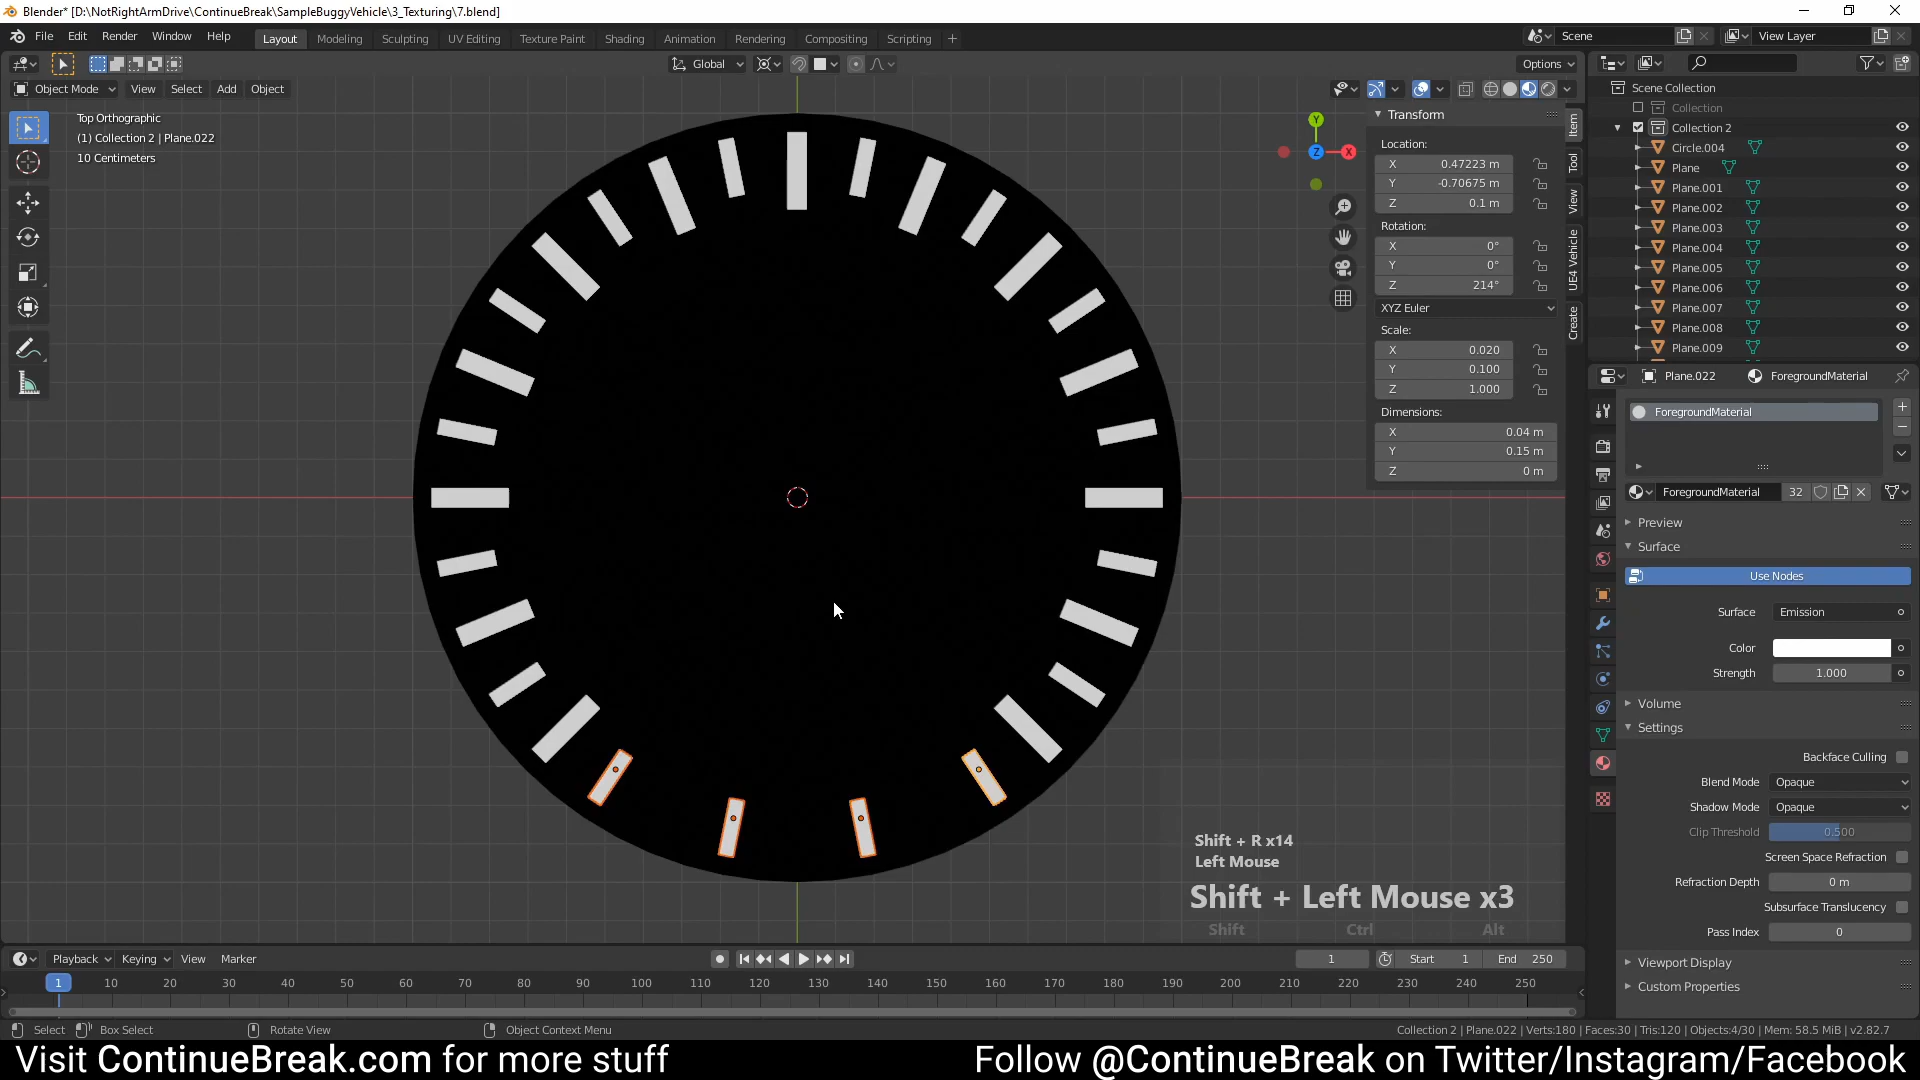 Blender* [D:\NotRightArmDrive\ContinueBreak\SampleBuggyVehicle\3_Texturing\7.blend]
File Edit Render Window Help Layout Modeling Sculpting UV Editing Texture Paint Shading Animation Rendering Compositing Scripting + Scene View Layer
Global Options
Object Mode View Select Add Object
Top Orthographic
(1) Collection 2 | Plane.022
10 Centimeters
Y
Z
X
Transform
Location:
X 0.47223 m
Y -0.70675 m
Z 0.1 m
Rotation:
X 0°
Y 0°
Z 214°
XYZ Euler
Scale:
X 0.020
Y 0.100
Z 1.000
Dimensions:
X 0.04 m
Y 0.15 m
Z 0 m
Item
Tool
View
UE4 Vehicle
Create
Scene Collection
Collection
Collection 2
Circle.004
Plane
Plane.001
Plane.002
Plane.003
Plane.004
Plane.005
Plane.006
Plane.007
Plane.008
Plane.009
Plane.022 ForegroundMaterial
ForegroundMaterial
ForegroundMaterial 32
Preview
Surface
Use Nodes
Surface Emission
Color
Strength 1.000
Volume
Settings
Backface Culling
Blend Mode Opaque
Shadow Mode Opaque
Clip Threshold 0.500
Screen Space Refraction
Refraction Depth 0 m
Subsurface Translucency
Pass Index 0
Viewport Display
Custom Properties
Shift + R x14
Left Mouse
Shift + Left Mouse x3
Shift Ctrl Alt
Playback Keying View Marker 1 Start 1 End 250
1 10 20 30 40 50 60 70 80 90 100 110 120 130 140 150 160 170 180 190 200 210 220 230 240 250
Select Box Select Rotate View Object Context Menu Collection 2 | Plane.022 | Verts:180 | Faces:30 | Tris:120 | Objects:4/30 | Mem: 58.5 MiB | v2.82.7
Visit ContinueBreak.com for more stuff Follow @ContinueBreak on Twitter/Instagram/Facebook